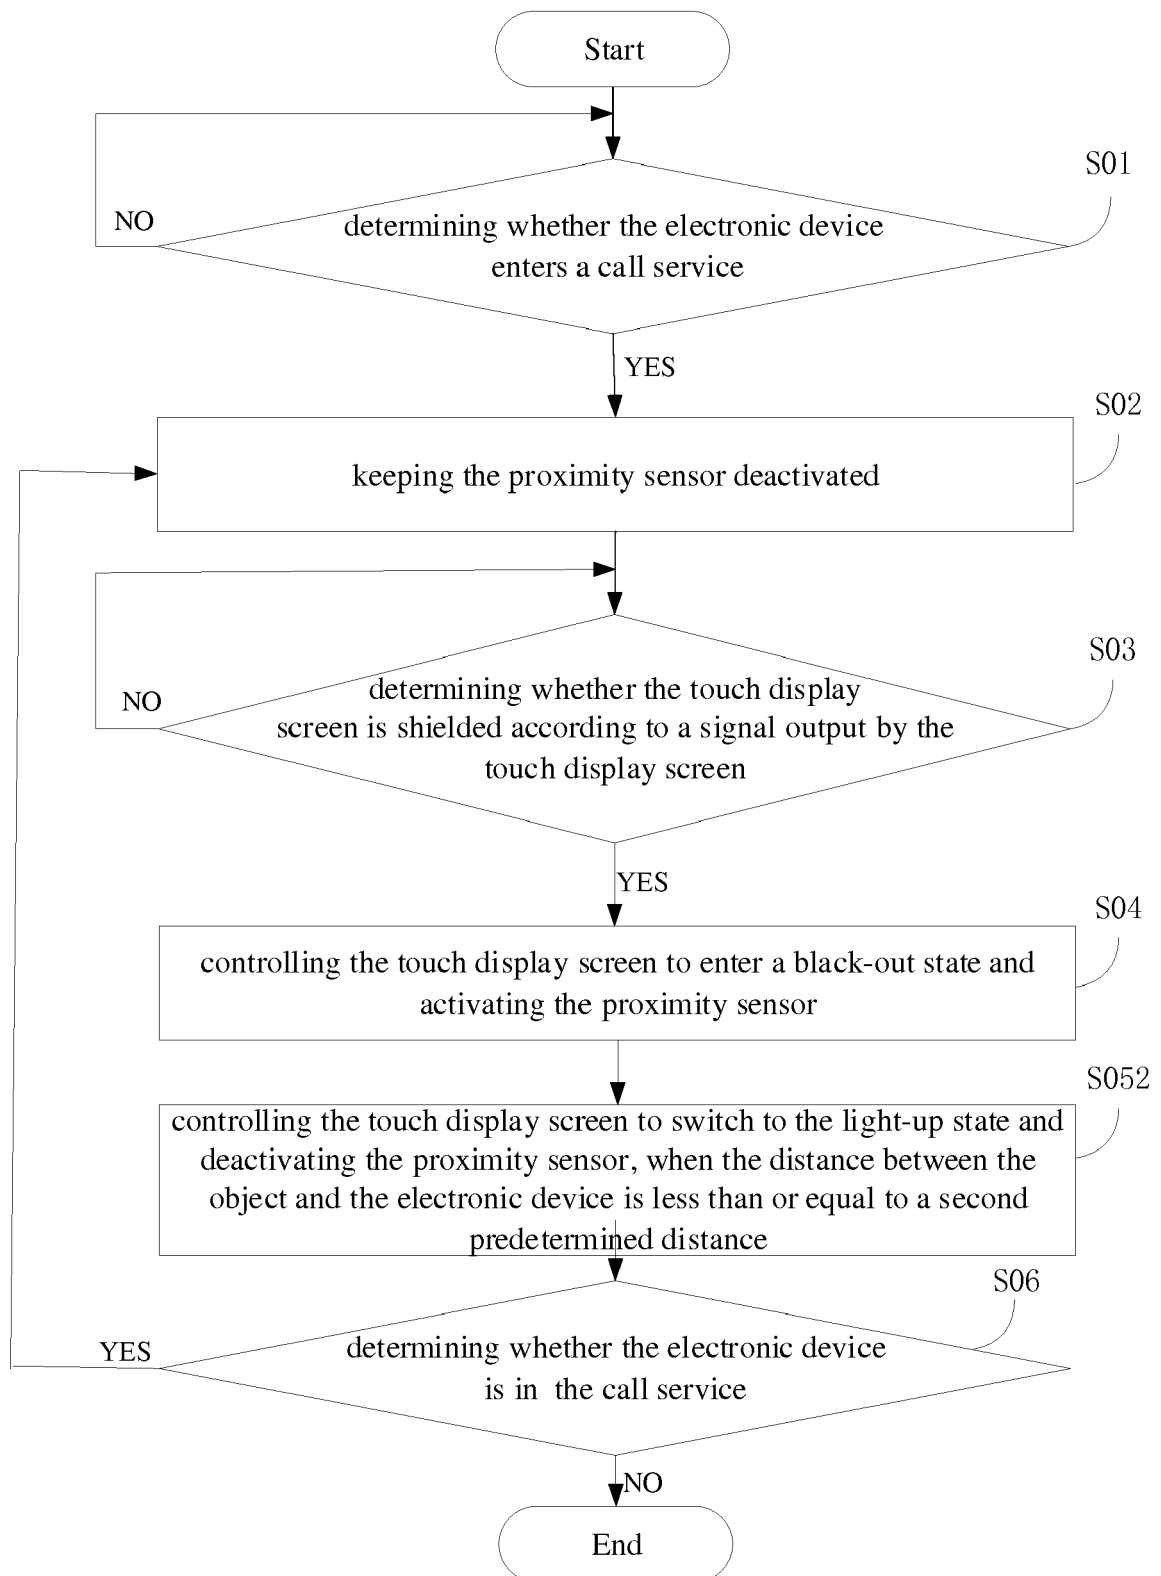 Start
S01
NO
determining whether the electronic device
enters a call service
YES
S02
keeping the proximity sensor deactivated
S03
NO
determining whether the touch display
screen is shielded according to a signal output by the
touch display screen
YES
S04
controlling the touch display screen to enter a black-out state and
activating the proximity sensor
S052
controlling the touch display screen to switch to the light-up state and
deactivating the proximity sensor, when the distance between the
object and the electronic device is less than or equal to a second
predetermined distance
S06
YES
determining whether the electronic device
is in the call service
NO
End